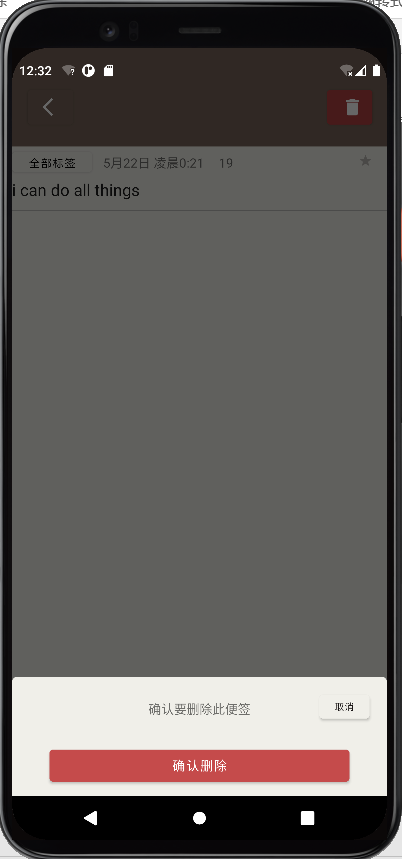 12:32
全部标签 5月22日 凌晨0:21 19
i can do all things
确认要删除此便签 取消
确认删除